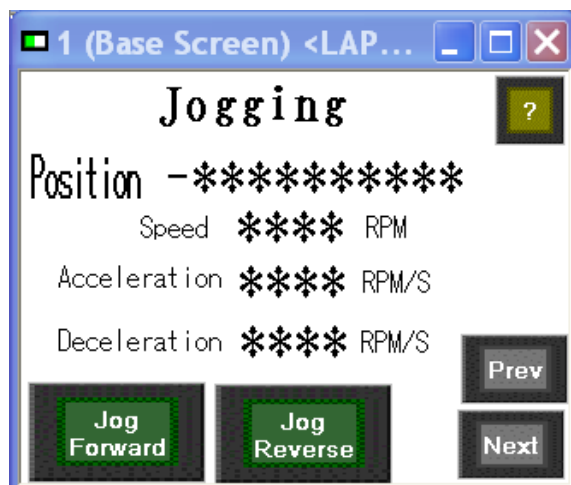 1 (Base Screen) <LAP...
Jogging
?
Position -**********
Speed **** RPM
Acceleration **** RPM/S
Deceleration **** RPM/S
Prev
Jog
Forward
Jog
Reverse
Next